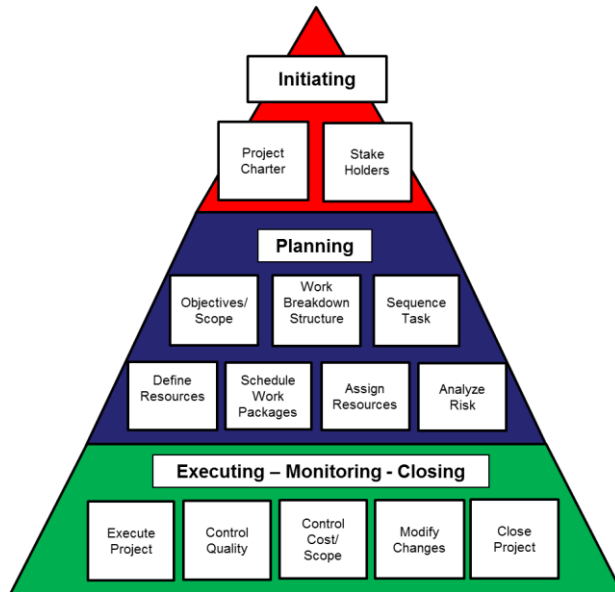 Initiating
Project
Charter
Stake
Holders
Planning
Objectives/
Scope
Work
Breakdown
Structure
Sequence
Task
Define
Resources
Schedule
Work
Packages
Assign
Resources
Analyze
Risk
Executing – Monitoring - Closing
Execute
Project
Control
Quality
Control
Cost/
Scope
Modify
Changes
Close
Project